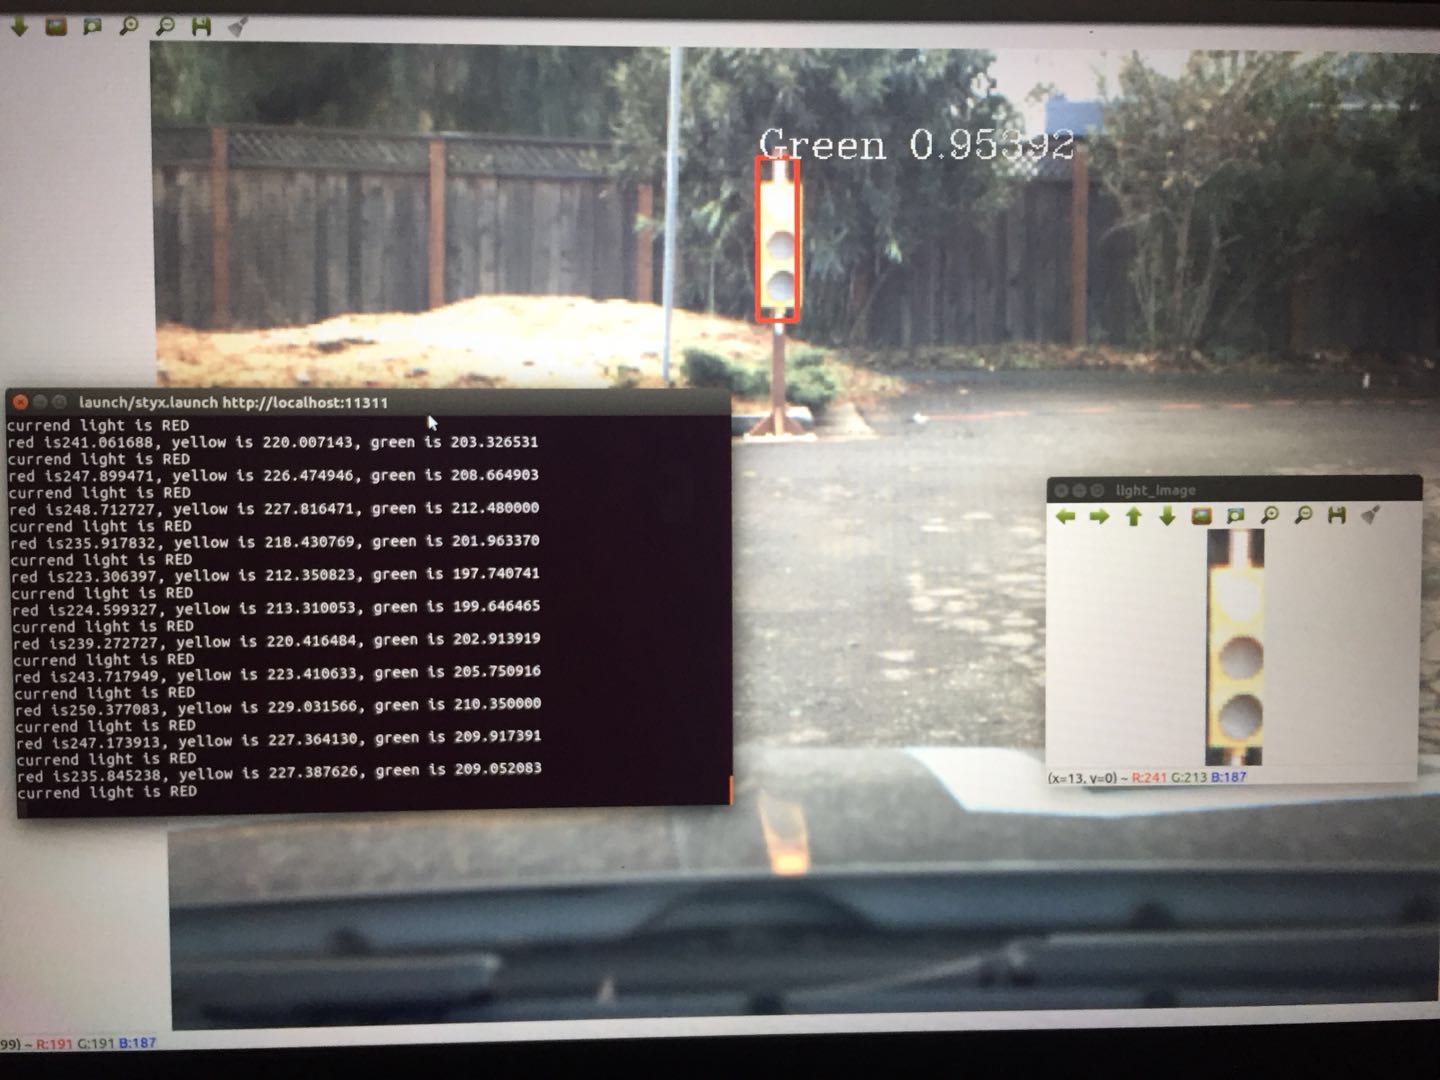 Green 0.95392
launch/styx.launch http://localhost:11311
currend light is RED
red is241.061688, yellow is 220.007143, green is 203.326531
currend light is RED
red is247.899471, yellow is 226.474946, green is 208.664903
currend light is RED
red is248.712727, yellow is 227.816471, green is 212.480000
currend light is RED
red is235.917832, yellow is 218.430769, green is 201.963370
currend light is RED
red is223.306397, yellow is 212.350823, green is 197.740741
currend light is RED
red is224.599327, yellow is 213.310053, green is 199.646465
currend light is RED
red is239.272727, yellow is 220.416484, green is 202.913919
currend light is RED
red is243.717949, yellow is 223.410633, green is 205.750916
currend light is RED
red is250.377083, yellow is 229.031566, green is 210.350000
currend light is RED
red is247.173913, yellow is 227.364130, green is 209.917391
currend light is RED
red is235.845238, yellow is 227.387626, green is 209.052083
currend light is RED
light_image
(x=13, y=0) ~ R:241 G:213 B:187
99) ~ R:191 G:191 B:187